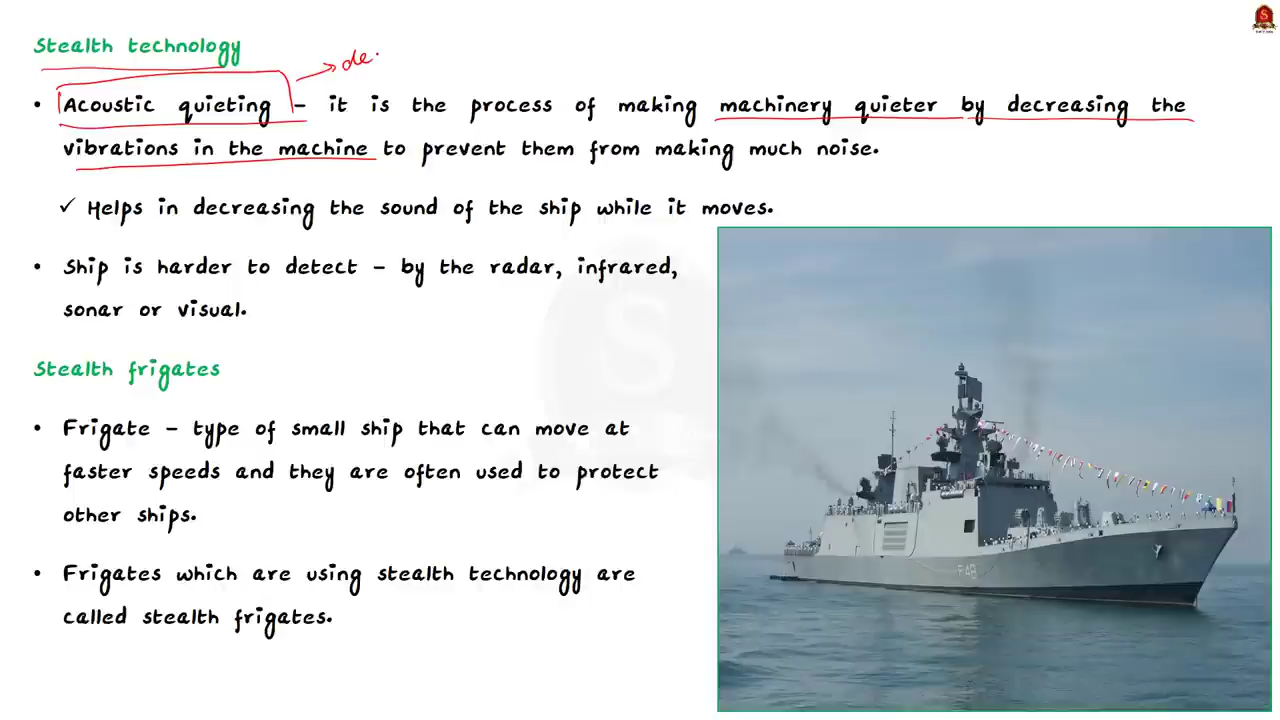 Stealth technology
de.
• Acoustic quieting – it is the process of making machinery quieter by decreasing the
vibrations in the machine to prevent them from making much noise.
✓ Helps in decreasing the sound of the ship while it moves.
• Ship is harder to detect – by the radar, infrared,
sonar or visual.
Stealth frigates
• Frigate – type of small ship that can move at
faster speeds and they are often used to protect
other ships.
• Frigates which are using stealth technology are
called stealth frigates.
F48
S